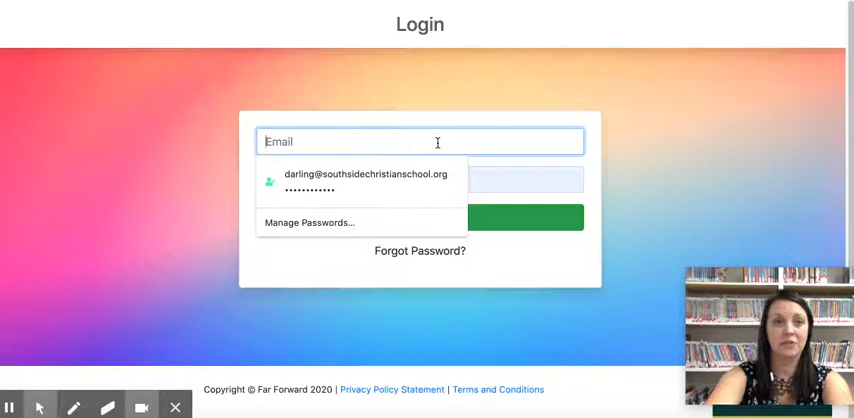 Login
Email
darling@southsidechristianschool.org
••••••••••••
Manage Passwords...
Forgot Password?
Copyright © Far Forward 2020 | Privacy Policy Statement | Terms and Conditions